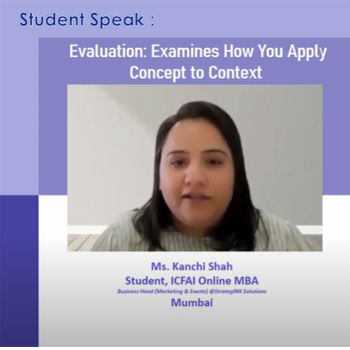 Student Speak :
Evaluation: Examines How You Apply
Concept to Context
Ms. Kanchi Shah
Student, ICFAI Online MBA
Business Head (Marketing & Events) @StrategINK Solutions
Mumbai